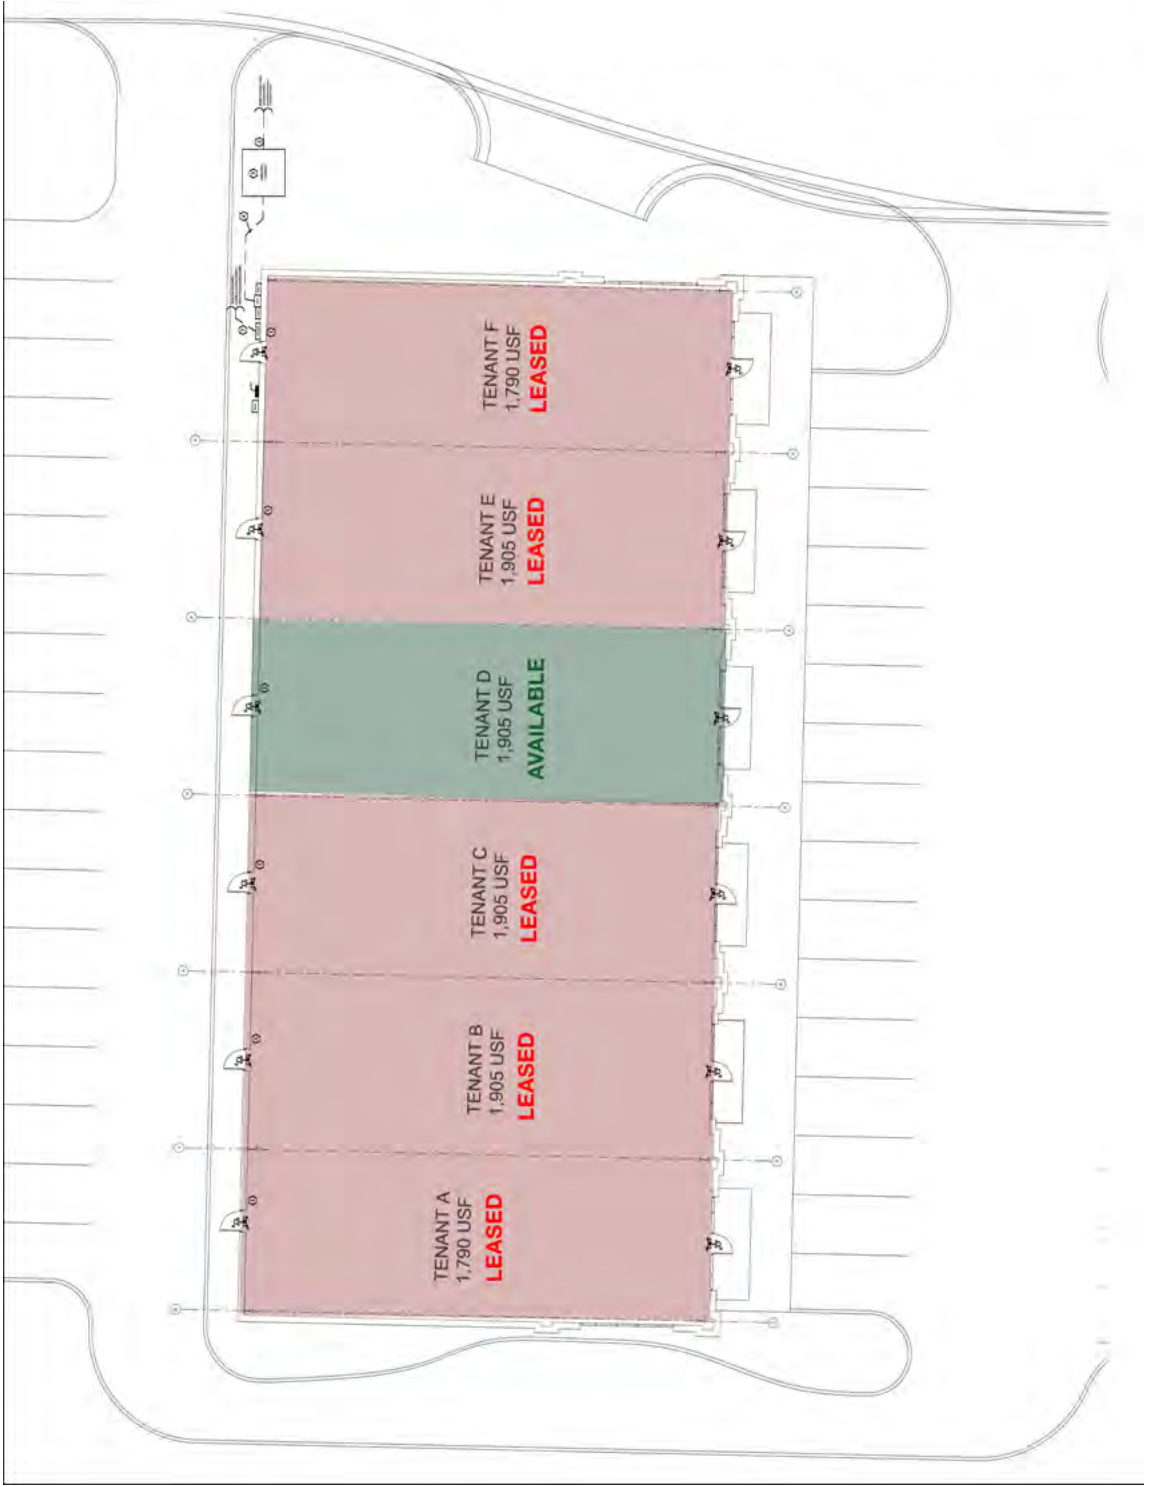 TENANT F
1,790 USF
LEASED
TENANT E
1,905 USF
LEASED
TENANT D
1,905 USF
AVAILABLE
TENANT C
1,905 USF
LEASED
TENANT B
1,905 USF
LEASED
TENANT A
1,790 USF
LEASED